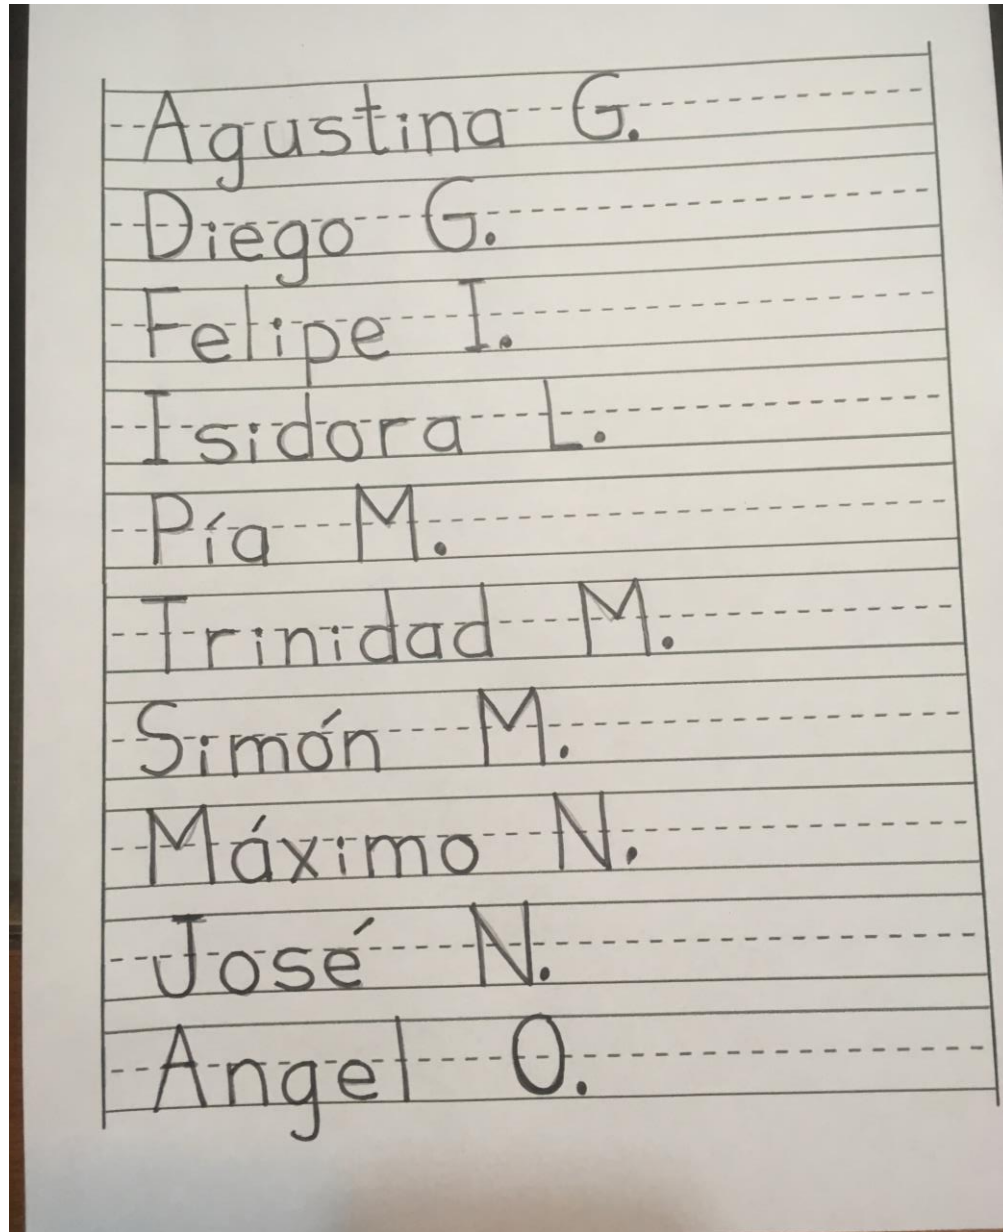 Agustina G.
Diego G.
Felipe I.
Isidora L.
Pía M.
Trinidad M.
Simón M.
Máximo N.
José N.
Angel O.